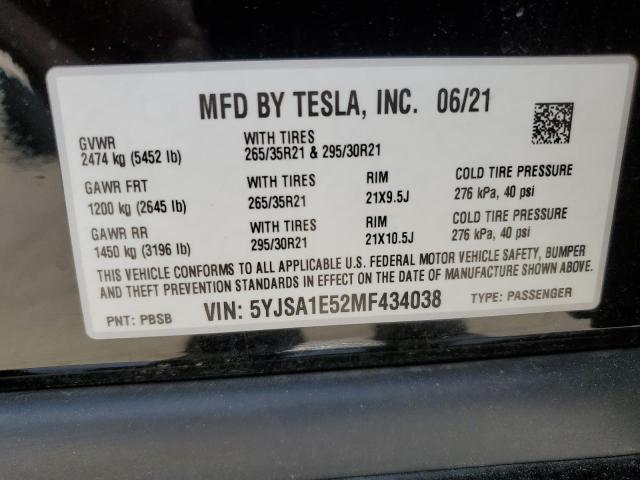 MFD BY TESLA, INC. 06/21
GVWR
2474 kg (5452 lb)
WITH TIRES
265/35R21 & 295/30R21
GAWR FRT
1200 kg (2645 lb)
WITH TIRES
265/35R21
RIM
21X9.5J
COLD TIRE PRESSURE
276 kPa, 40 psi
GAWR RR
1450 kg (3196 lb)
WITH TIRES
295/30R21
RIM
21X10.5J
COLD TIRE PRESSURE
276 kPa, 40 psi
THIS VEHICLE CONFORMS TO ALL APPLICABLE U.S. FEDERAL MOTOR VEHICLE SAFETY, BUMPER
AND THEFT PREVENTION STANDARDS IN EFFECT ON THE DATE OF MANUFACTURE SHOWN ABOVE.
PNT: PBSB VIN: 5YJSA1E52MF434038 TYPE: PASSENGER